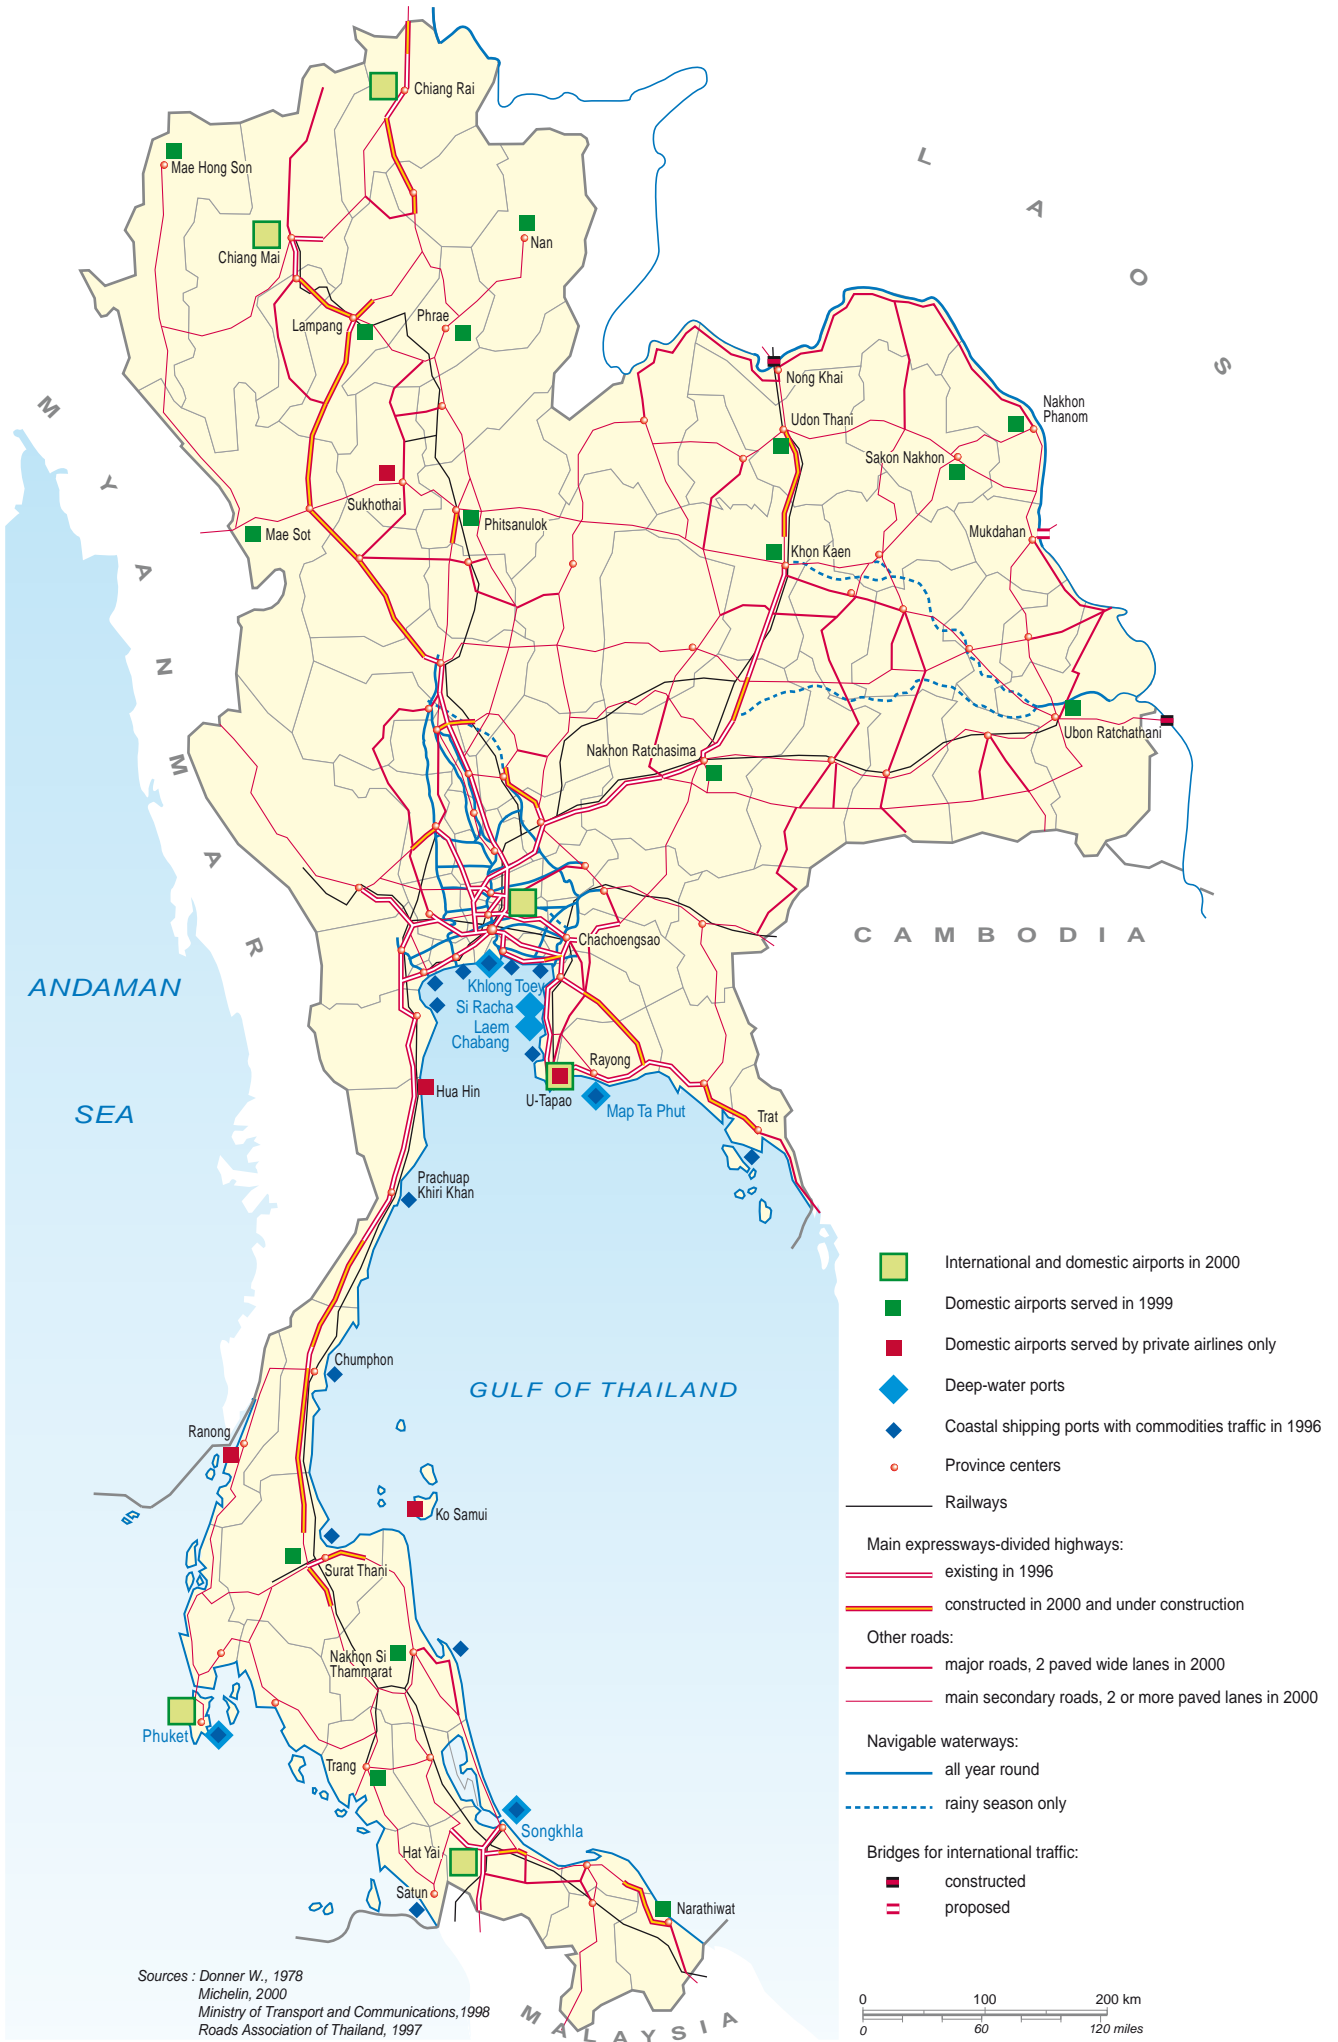 Chiang Rai
Mae Hong Son
Nan
Chiang Mai
Lampang
Phrae
LAOS
Nong Khai
Udon Thani
Nakhon
Phanom
Sakon Nakhon
MYANMAR
Sukhothai
Phitsanulok
Mae Sot
Khon Kaen
Mukdahan
Ubon Ratchathani
Nakhon Ratchasima
CAMBODIA
Chachoengsao
ANDAMAN
SEA
Khlong Toey
Si Racha
Laem
Chabang
Rayong
U-Tapao
Map Ta Phut
Hua Hin
Trat
Prachuap
Khiri Khan
Chumphon
GULF OF THAILAND
Ranong
Ko Samui
Surat Thani
Nakhon Si
Thammarat
Phuket
Trang
Songkhla
Hat Yai
Satun
Narathiwat
MALAYSIA
International and domestic airports in 2000
Domestic airports served in 1999
Domestic airports served by private airlines only
Deep-water ports
Coastal shipping ports with commodities traffic in 1996
Province centers
Railways
Main expressways-divided highways:
existing in 1996
constructed in 2000 and under construction
Other roads:
major roads, 2 paved wide lanes in 2000
main secondary roads, 2 or more paved lanes in 2000
Navigable waterways:
all year round
rainy season only
Bridges for international traffic:
constructed
proposed
Sources : Donner W., 1978
Michelin, 2000
Ministry of Transport and Communications,1998
Roads Association of Thailand, 1997
0 100 200 km
0 60 120 miles